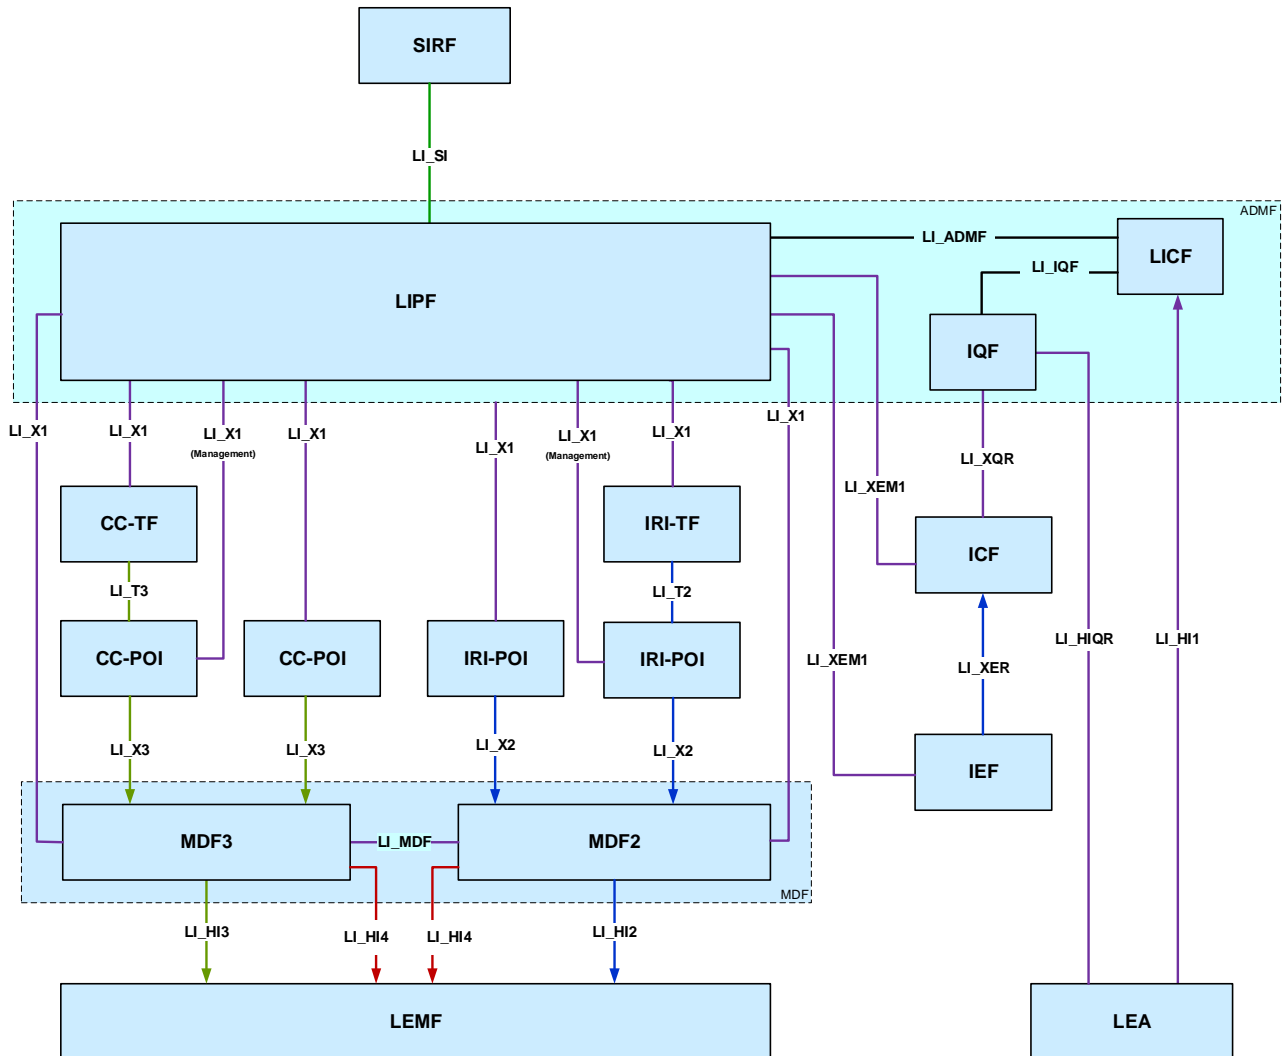 SIRF
LI_SI
ADMF
LI_ADMF
LICF
LI_IQF
LIPF
IQF
LI_X1
LI_X1
LI_X1
(Management)
LI_X1
LI_X1
LI_X1
(Management)
LI_X1
LI_X1
LI_XQR
LI_XEM1
CC-TF
IRI-TF
ICF
LI_T3
LI_T2
LI_HIQR
LI_HI1
CC-POI
CC-POI
IRI-POI
IRI-POI
LI_XEM1
LI_XER
LI_X3
LI_X3
LI_X2
LI_X2
IEF
MDF3
LI_MDF
MDF2
MDF
LI_HI3
LI_HI4
LI_HI4
LI_HI2
LEMF
LEA